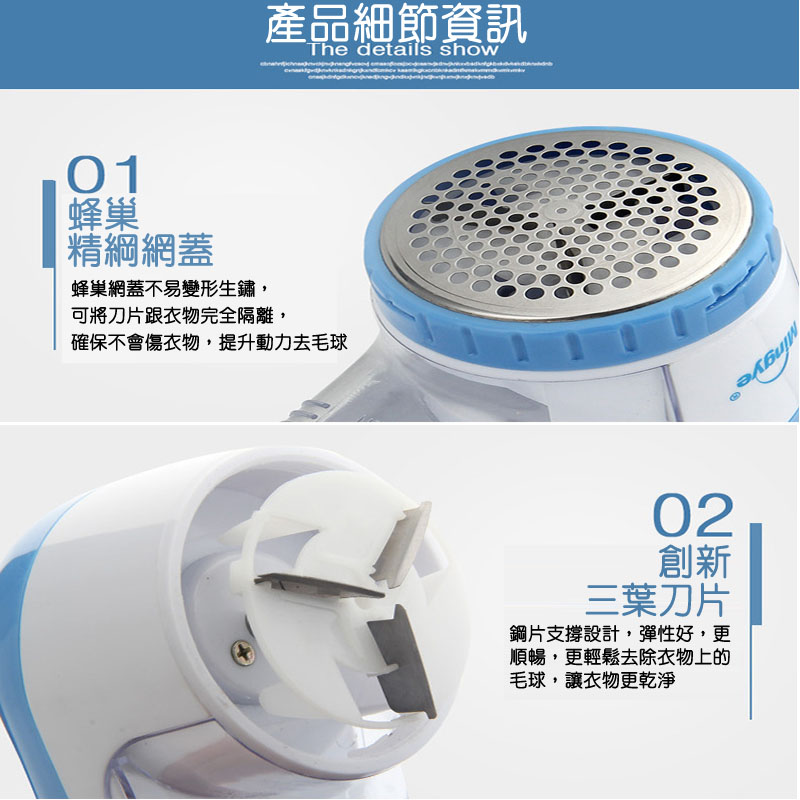 產品細節資訊
The details show
01
蜂巢
精綱網蓋
蜂巢網蓋不易變形生鏽，
可將刀片跟衣物完全隔離，
確保不會傷衣物，提升動力去毛球
Mingye®
02
創新
三葉刀片
鋼片支撐設計，彈性好，更
順暢，更輕鬆去除衣物上的
毛球，讓衣物更乾淨